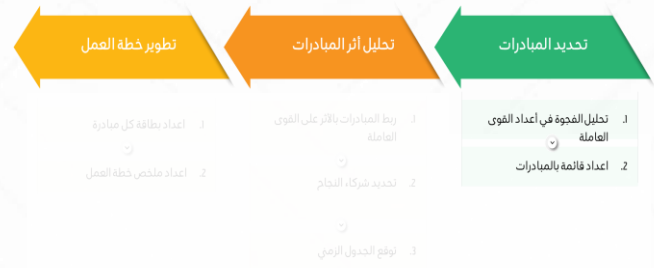 تحديد المبادرات
1. تحليل الفجوة في أعداد القوى
العاملة
2. اعداد قائمة بالمبادرات
تحليل أثر المبادرات
1. ربط المبادرات بالأثر على القوى
العاملة
2. تحديد شركاء النجاح
3. توقع الجدول الزمني
تطوير خطة العمل
1. اعداد بطاقة كل مبادرة
2. اعداد ملخص خطة العمل